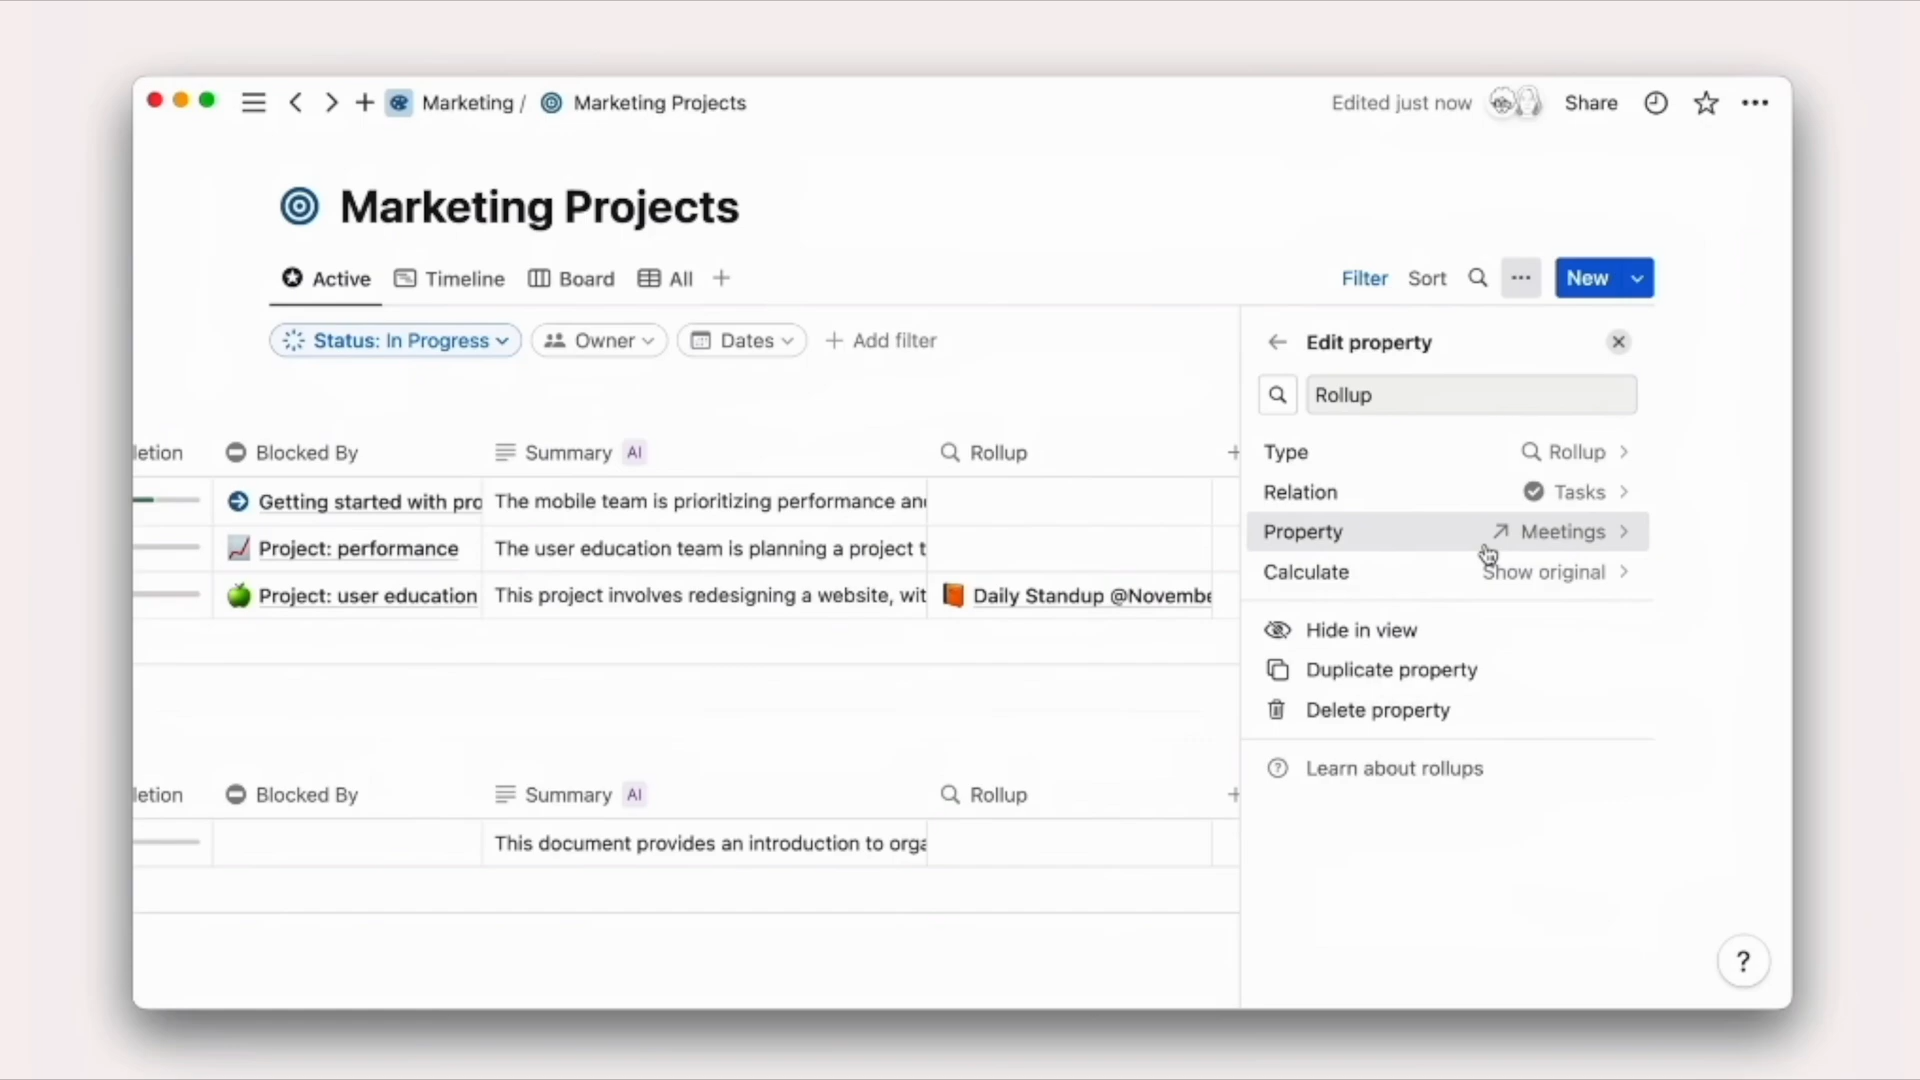 Marketing / Marketing Projects
Edited just now Share
Marketing Projects
Active Timeline Board All
Filter Sort New
Status: In Progress Owner Dates Add filter
Edit property
Rollup
letion Blocked By Summary AI Rollup
Getting started with pro The mobile team is prioritizing performance an
Project: performance The user education team is planning a project t
Project: user education This project involves redesigning a website, wit Daily Standup @Novembe
Type Rollup
Relation Tasks
Property Meetings
Calculate Show original
Hide in view
Duplicate property
Delete property
Learn about rollups
letion Blocked By Summary AI Rollup
This document provides an introduction to orga
?